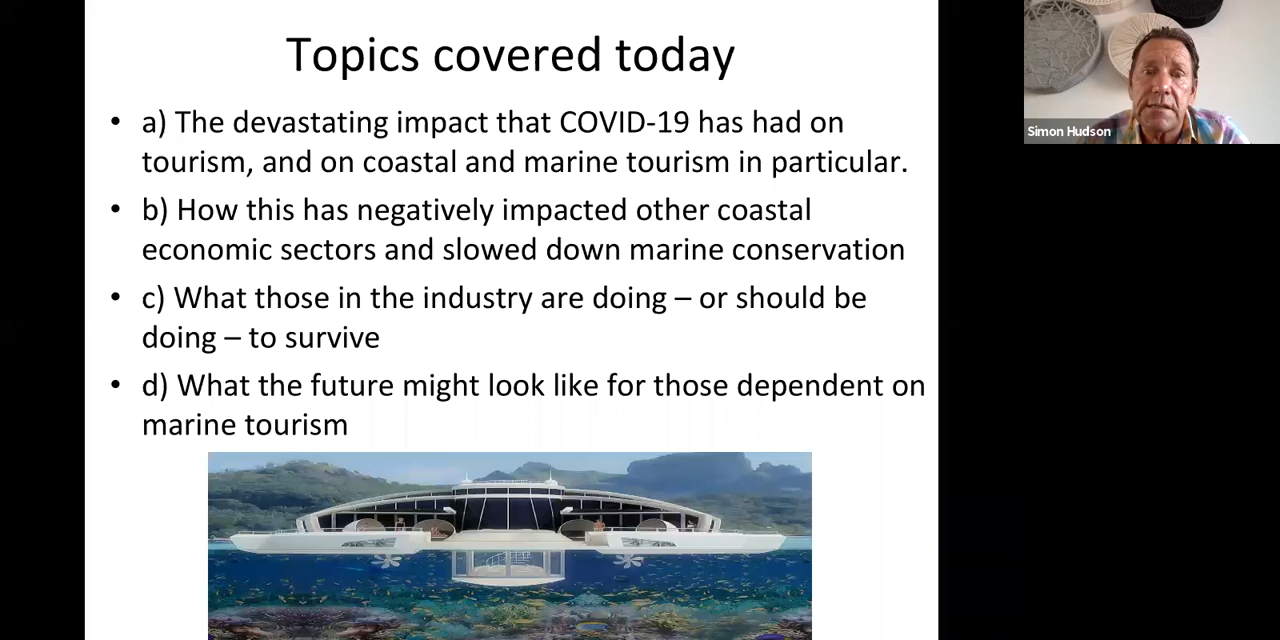 Topics covered today
• a) The devastating impact that COVID-19 has had on
tourism, and on coastal and marine tourism in particular.
• b) How this has negatively impacted other coastal
economic sectors and slowed down marine conservation
• c) What those in the industry are doing – or should be
doing – to survive
• d) What the future might look like for those dependent on
marine tourism
Simon Hudson